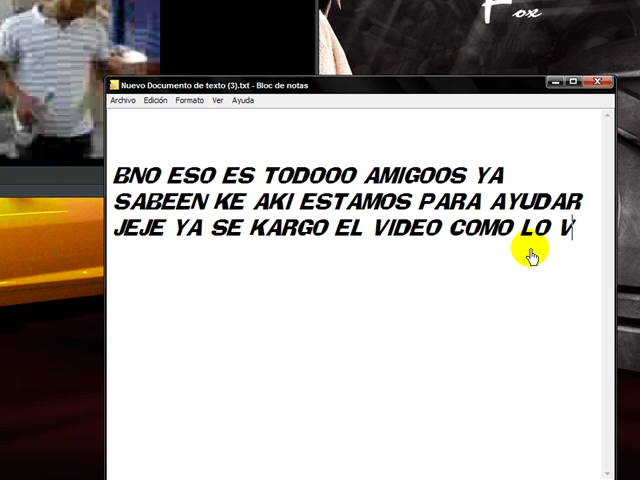 Fox
Nuevo Documento de texto (3).txt - Bloc de notas
Archivo Edición Formato Ver Ayuda
BNO ESO ES TODOOO AMIGOOS YA
SABEEN KE AKI ESTAMOS PARA AYUDAR
JEJE YA SE KARGO EL VIDEO COMO LO V